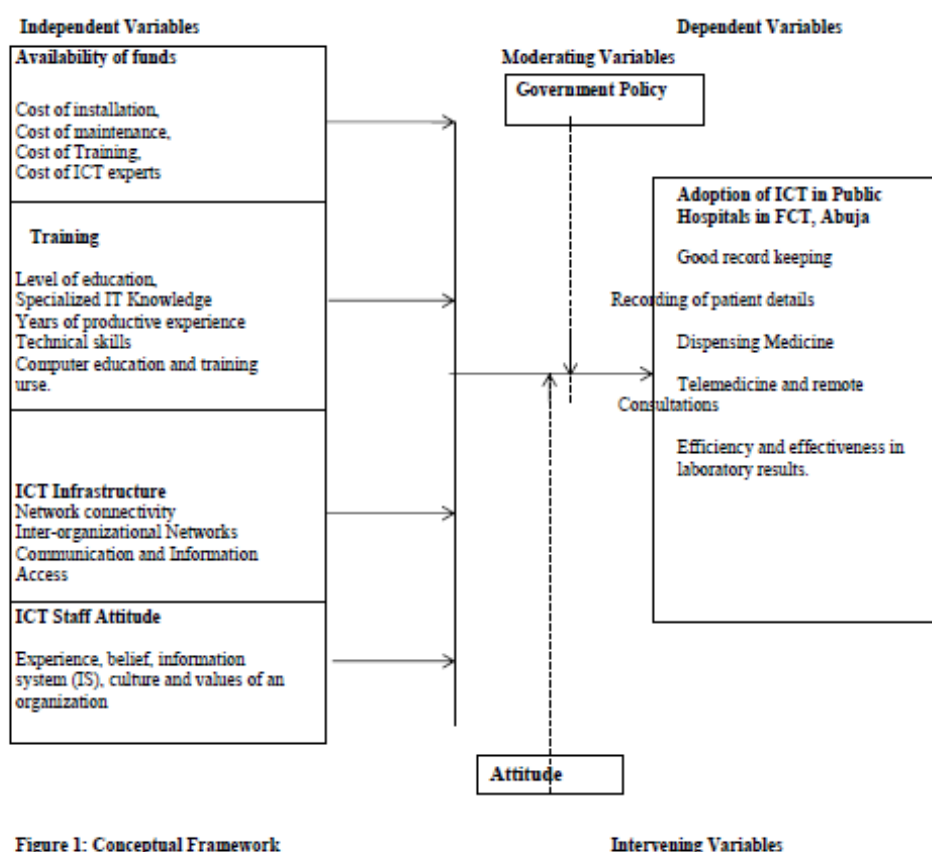 Independent Variables
Dependent Variables
Availability of funds
Cost of installation,
Cost of maintenance,
Cost of Training,
Cost of ICT experts
Training
Level of education,
Specialized IT Knowledge
Years of productive experience
Technical skills
Computer education and training
urse.
ICT Infrastructure
Network connectivity
Inter-organizational Networks
Communication and Information
Access
ICT Staff Attitude
Experience, belief, information
system (IS), culture and values of an
organization
Moderating Variables
Government Policy
Adoption of ICT in Public
Hospitals in FCT, Abuja
Good record keeping
Recording of patient details
Dispensing Medicine
Telemedicine and remote
Consultations
Efficiency and effectiveness in
laboratory results.
Attitude
Figure 1: Conceptual Framework
Intervening Variables